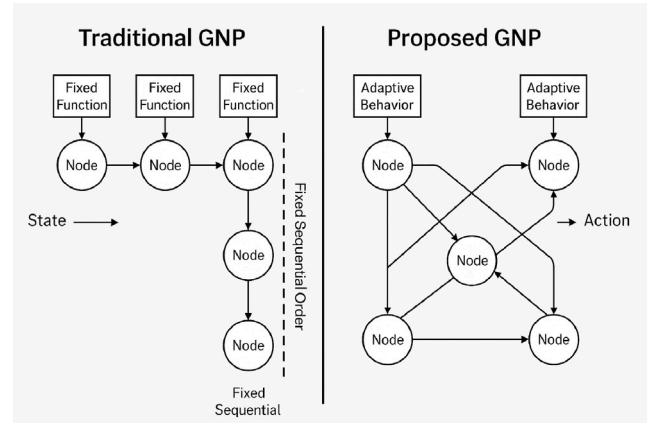 Traditional GNP
Fixed
Function
Fixed
Function
Fixed
Function
Node
Node
Node
State
Node
Node
Fixed Sequential Order
Fixed
Sequential
Proposed GNP
Adaptive
Behavior
Adaptive
Behavior
Node
Node
Action
Node
Node
Node